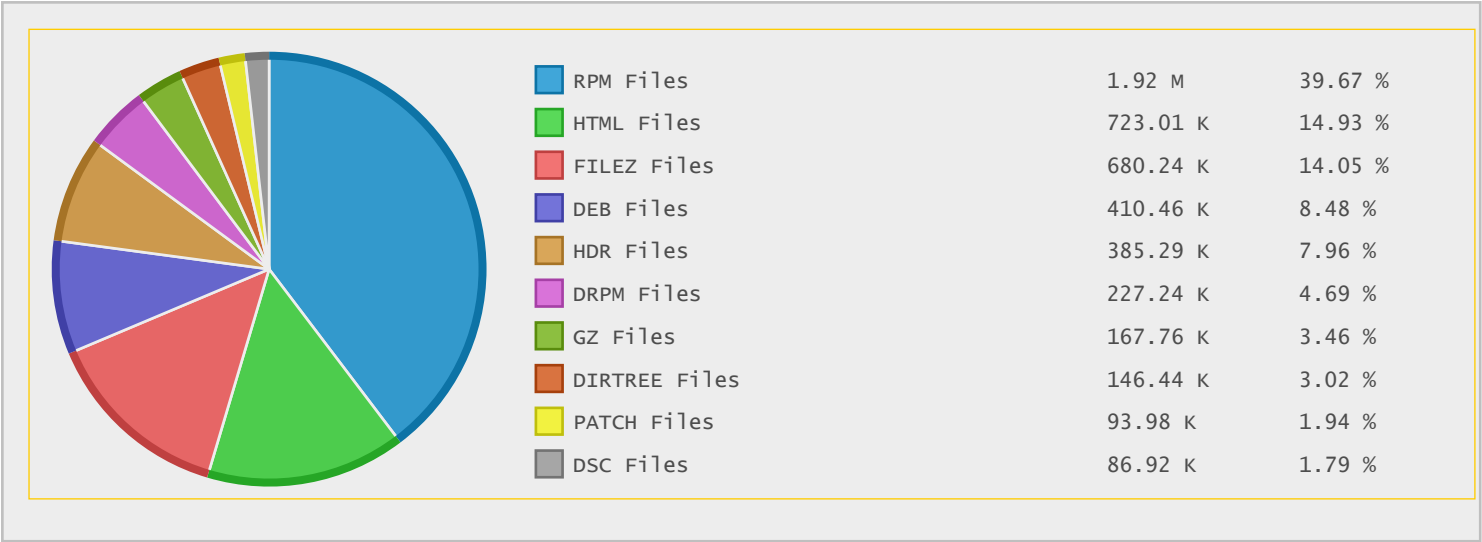 RPM Files 1.92 M 39.67 %
HTML Files 723.01 K 14.93 %
FILEZ Files 680.24 K 14.05 %
DEB Files 410.46 K 8.48 %
HDR Files 385.29 K 7.96 %
DRPM Files 227.24 K 4.69 %
GZ Files 167.76 K 3.46 %
DIRTREE Files 146.44 K 3.02 %
PATCH Files 93.98 K 1.94 %
DSC Files 86.92 K 1.79 %